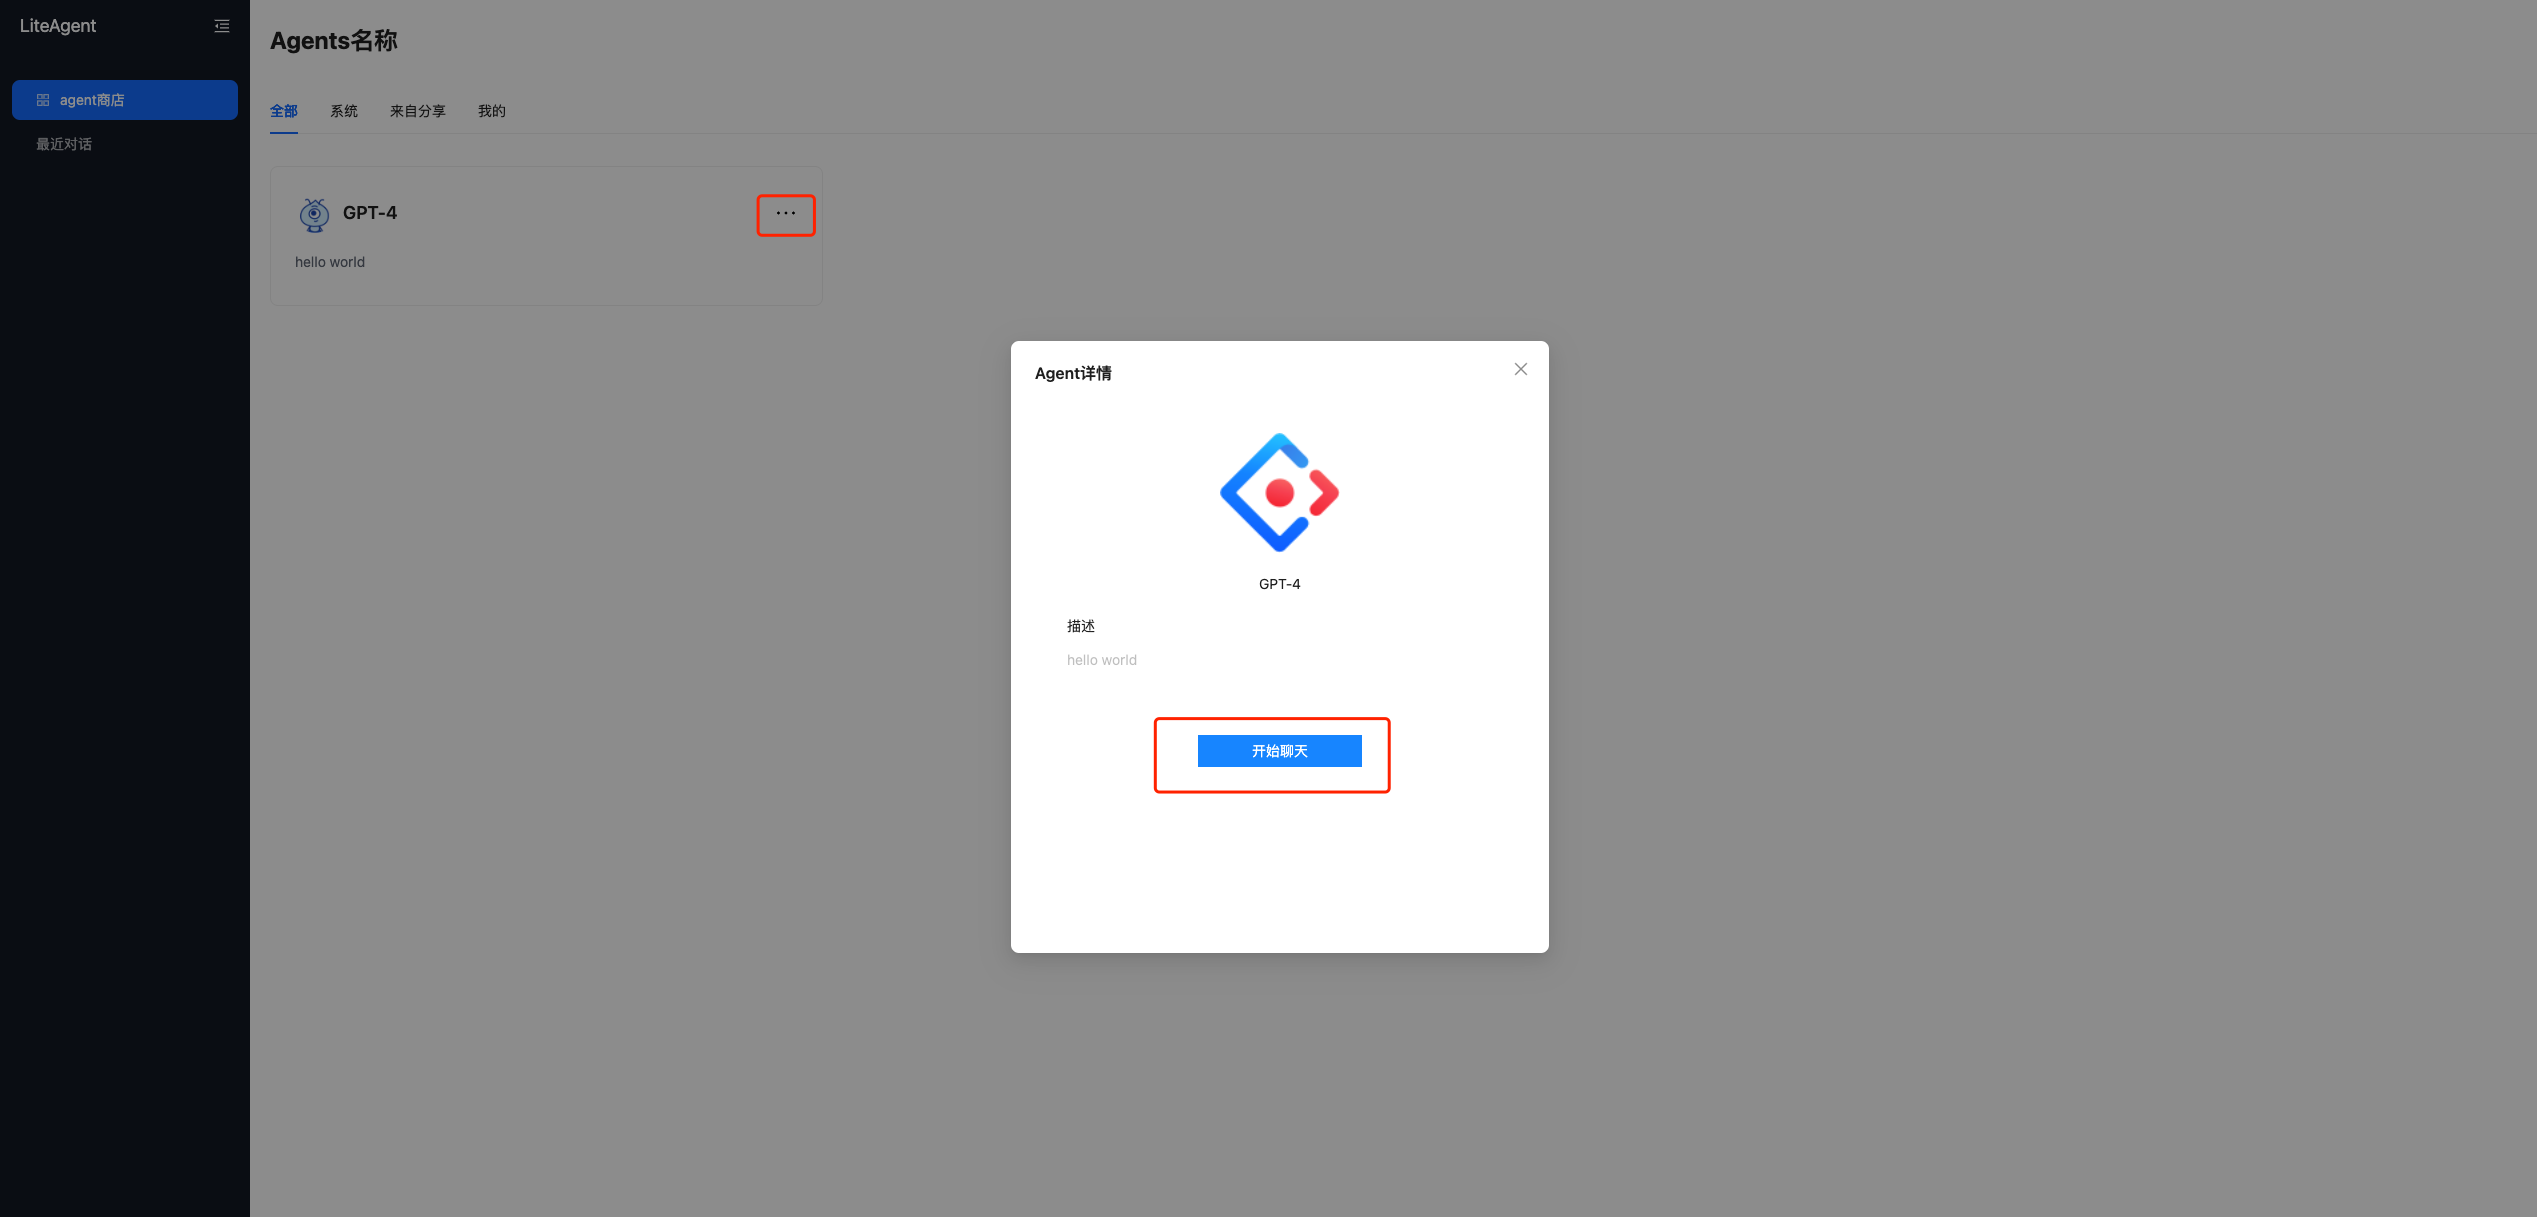 LiteAgent
agent商店
最近对话
Agents名称
全部 系统 来自分享 我的
GPT-4
hello world
Agent详情
GPT-4
描述
hello world
开始聊天